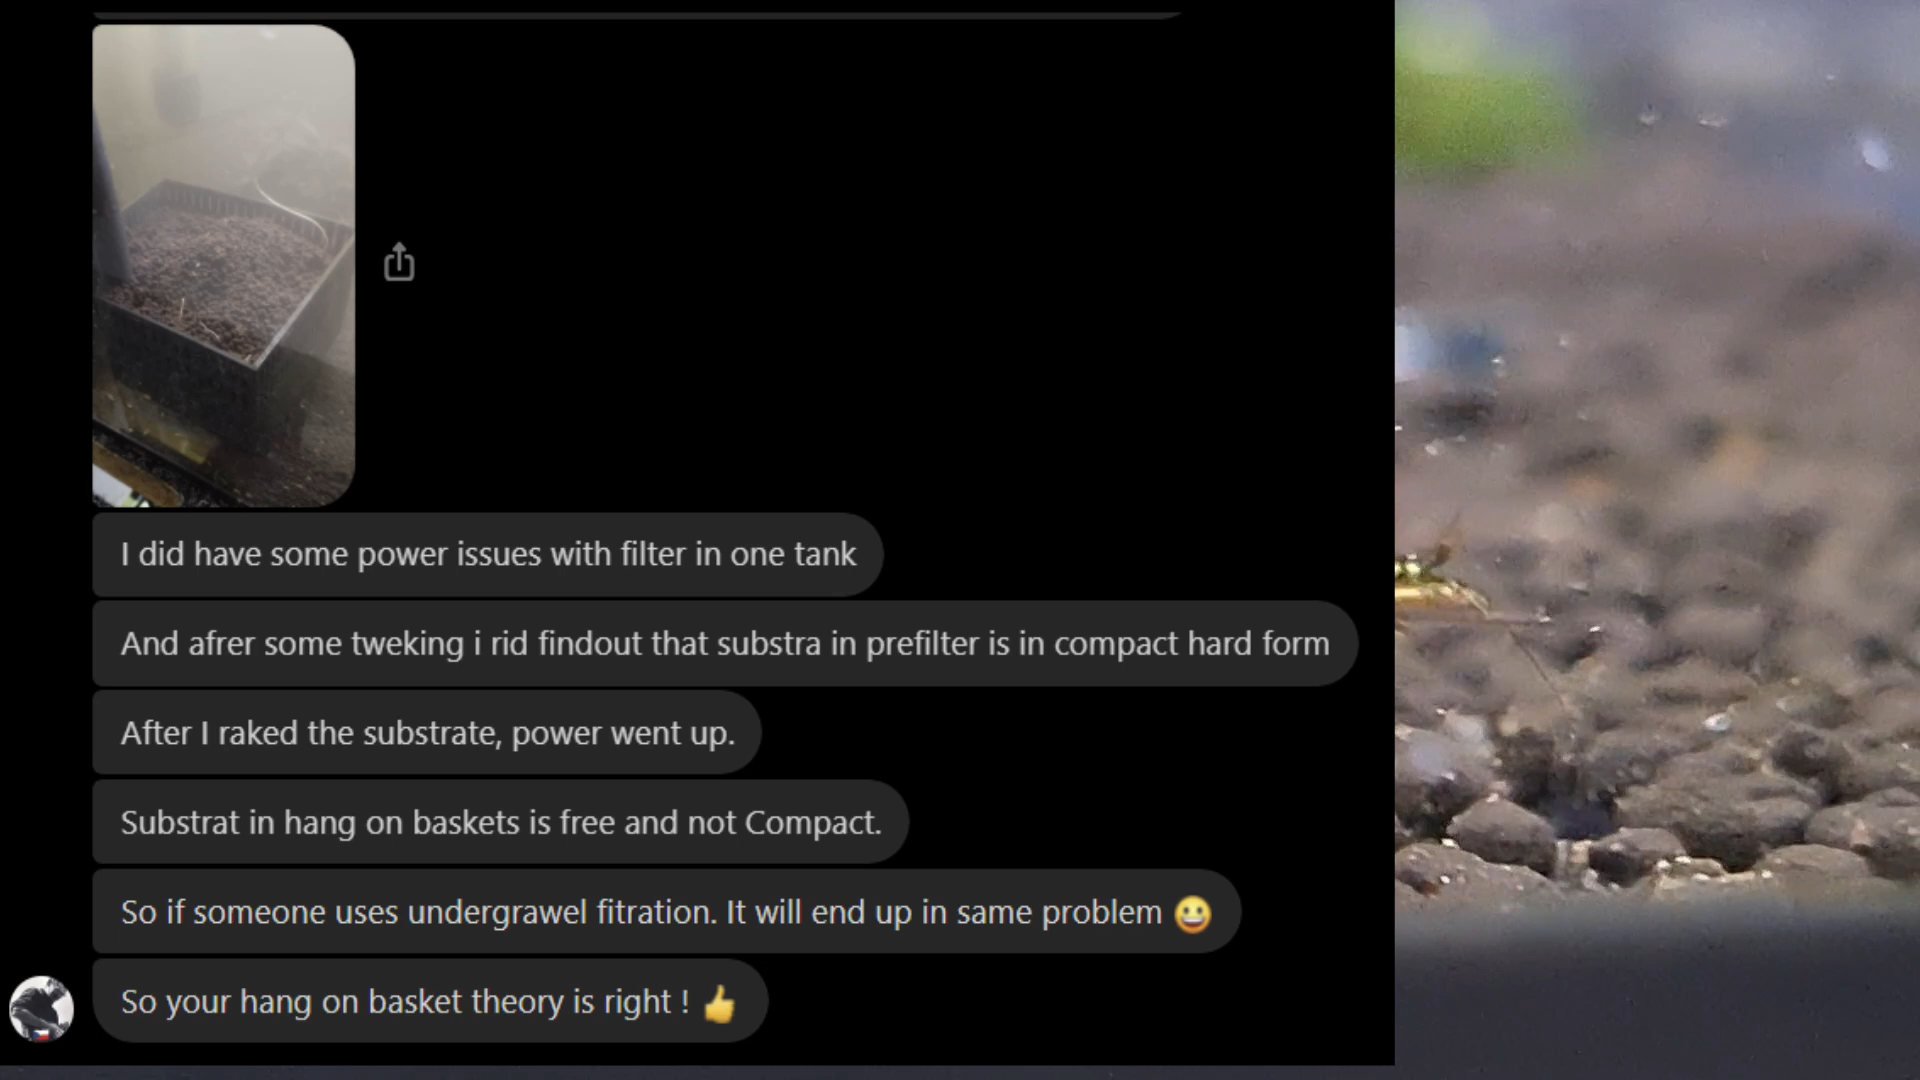 I did have some power issues with filter in one tank
And afrer some tweking i rid findout that substra in prefilter is in compact hard form
After I raked the substrate, power went up.
Substrat in hang on baskets is free and not Compact.
So if someone uses undergrawel fitration. It will end up in same problem 😀
So your hang on basket theory is right ! 👍